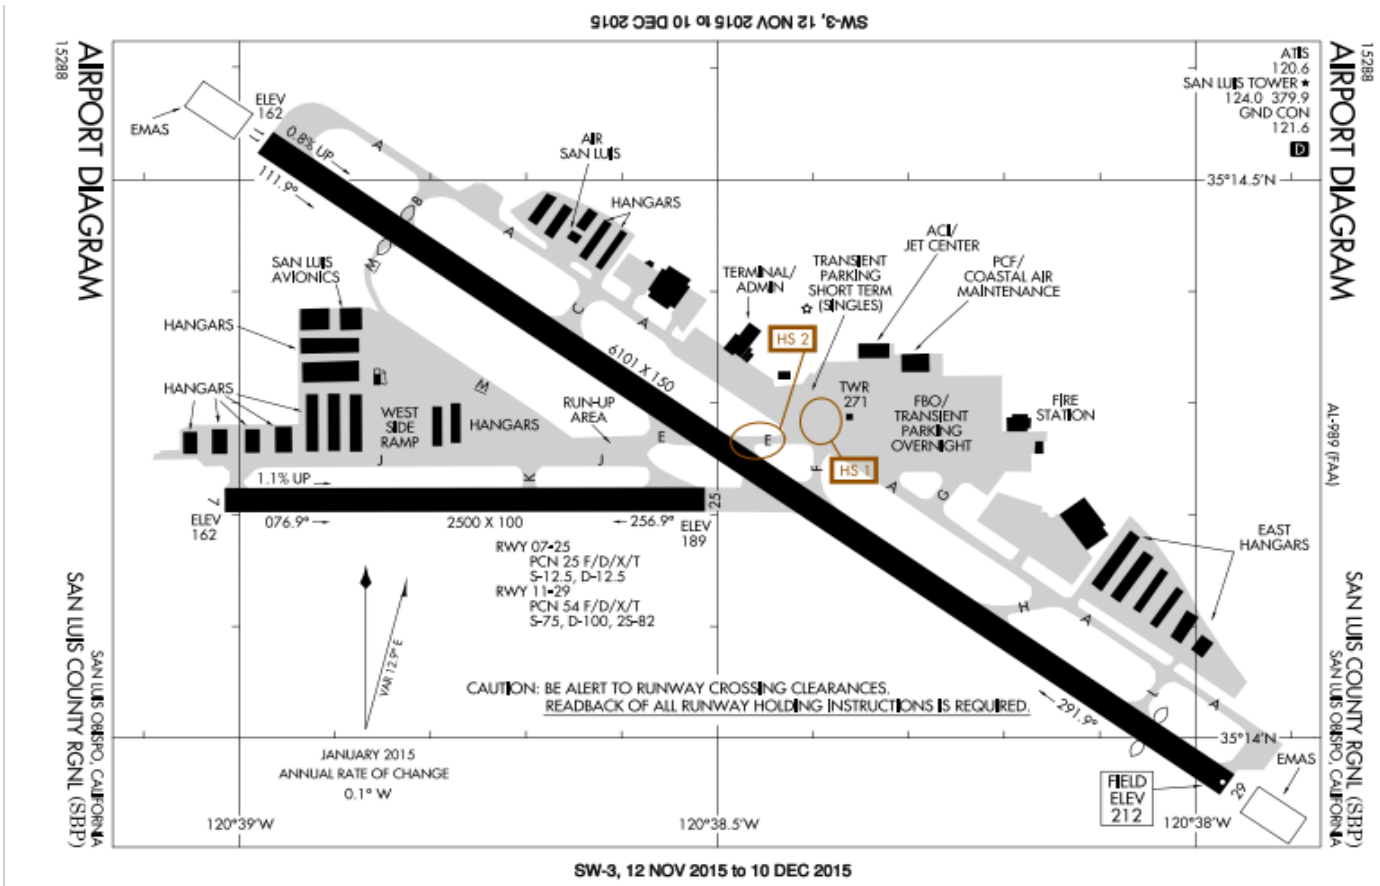 SW-3, 12 NOV 2015 to 10 DEC 2015
15288
AIRPORT DIAGRAM
15288
AIRPORT DIAGRAM
ATIS
120.6
SAN LUIS TOWER ★
124.0 379.9
GND CON
121.6
D
EMAS
ELEV
162
11
0.8% UP
111.9°
A
B
AIR
SAN LUIS
HANGARS
A
35°14.5'N
SAN LUIS
AVIONICS
M
C
A
TERMINAL/
ADMIN
TRANSIENT
PARKING
SHORT TERM
(SINGLES)
ACI/
JET CENTER
PCF/
COASTAL AIR
MAINTENANCE
HANGARS
HS 2
6101 X 150
HANGARS
M
WEST
SIDE
RAMP
HANGARS
RUN-UP
AREA
TWR
271
FBO/
TRANSIENT
PARKING
OVERNIGHT
FIRE
STATION
AL-989 (FAA)
E
E
J
J
K
F
HS 1
A
G
1.1% UP
7
25
ELEV
162
076.9°
2500 X 100
256.9°
ELEV
189
EAST
HANGARS
RWY 07-25
PCN 25 F/D/X/T
S-12.5, D-12.5
RWY 11-29
PCN 54 F/D/X/T
S-75, D-100, 2S-82
H
A
VAR 12.9° E
CAUTION: BE ALERT TO RUNWAY CROSSING CLEARANCES.
READBACK OF ALL RUNWAY HOLDING INSTRUCTIONS IS REQUIRED.
291.9°
A
35°14'N
JANUARY 2015
ANNUAL RATE OF CHANGE
0.1° W
FIELD
ELEV
212
29
EMAS
120°39'W
120°38.5'W
120°38'W
SAN LUIS OBISPO, CALIFORNIA
SAN LUIS COUNTY RGNL (SBP)
SAN LUIS OBISPO, CALIFORNIA
SAN LUIS COUNTY RGNL (SBP)
SW-3, 12 NOV 2015 to 10 DEC 2015